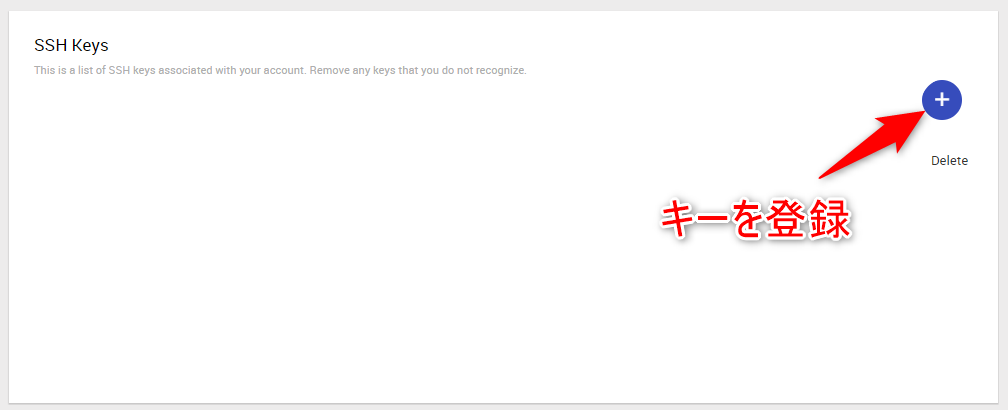 SSH Keys
This is a list of SSH keys associated with your account. Remove any keys that you do not recognize.
+
Delete
キーを登録